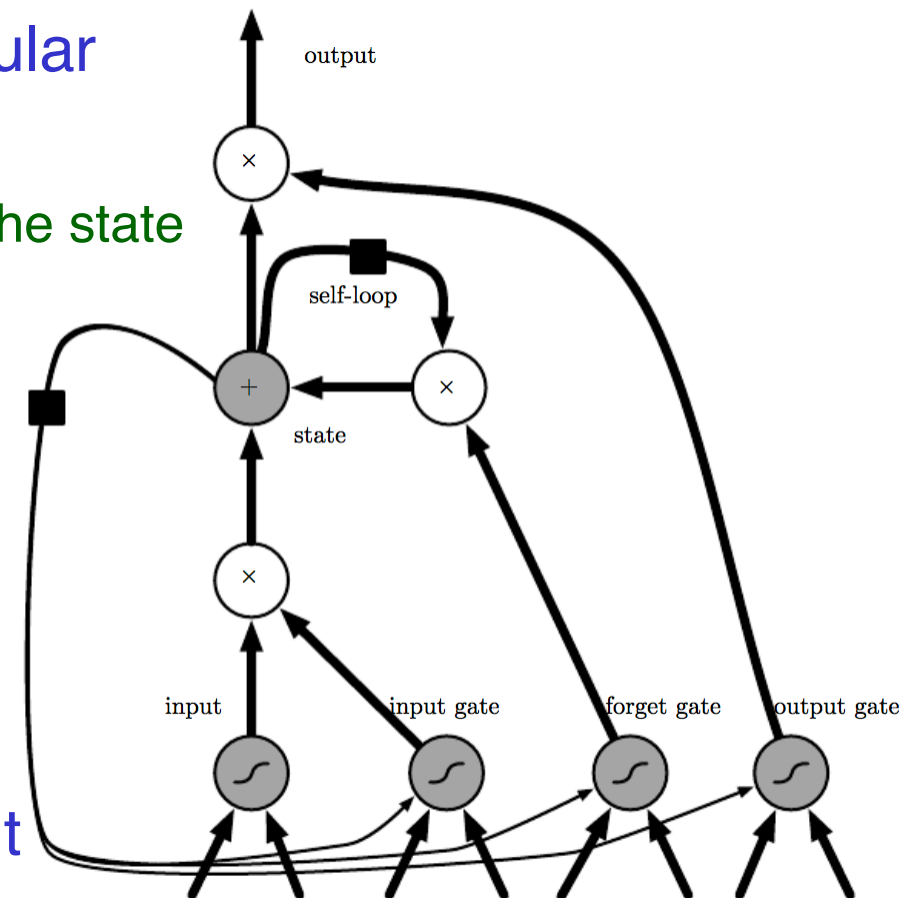 ular
output
×
he state
self-loop
+
×
state
×
input
input gate
forget gate
output gate
t